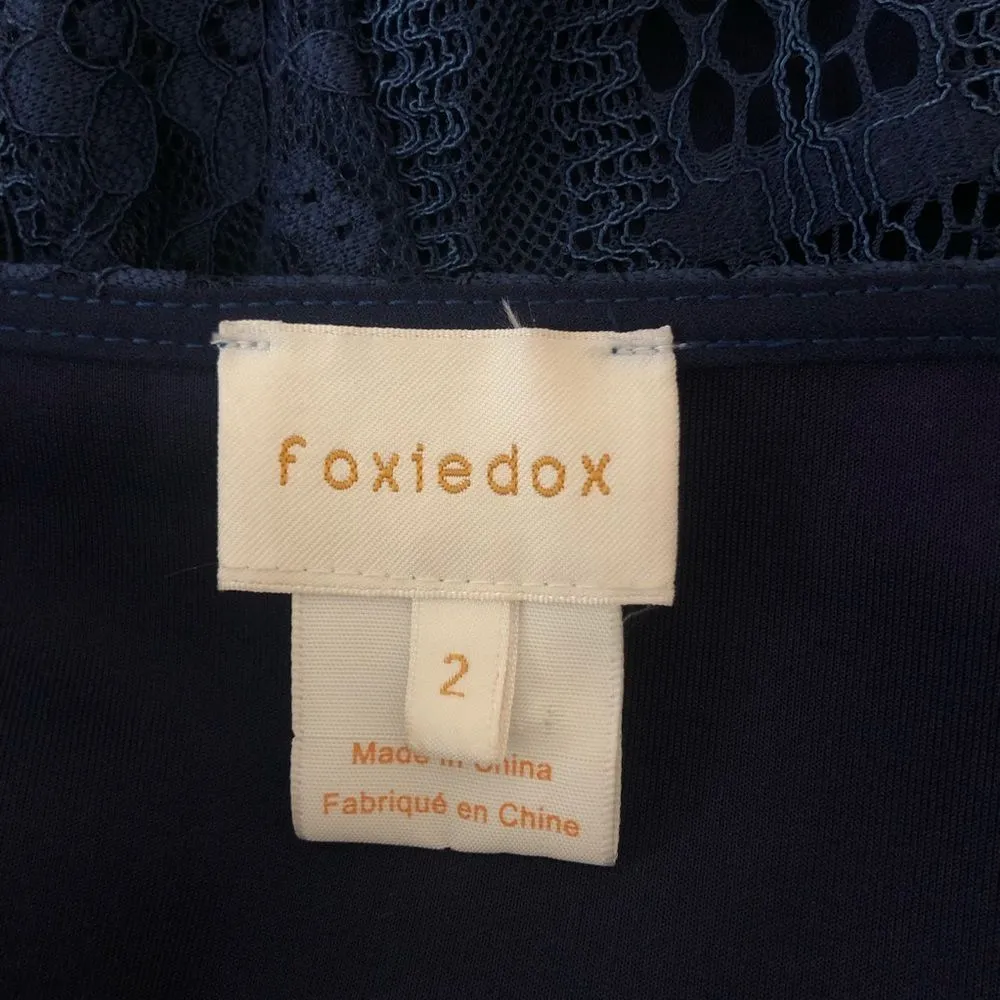 foxiedox
2
Made in China
Fabriqué en Chine